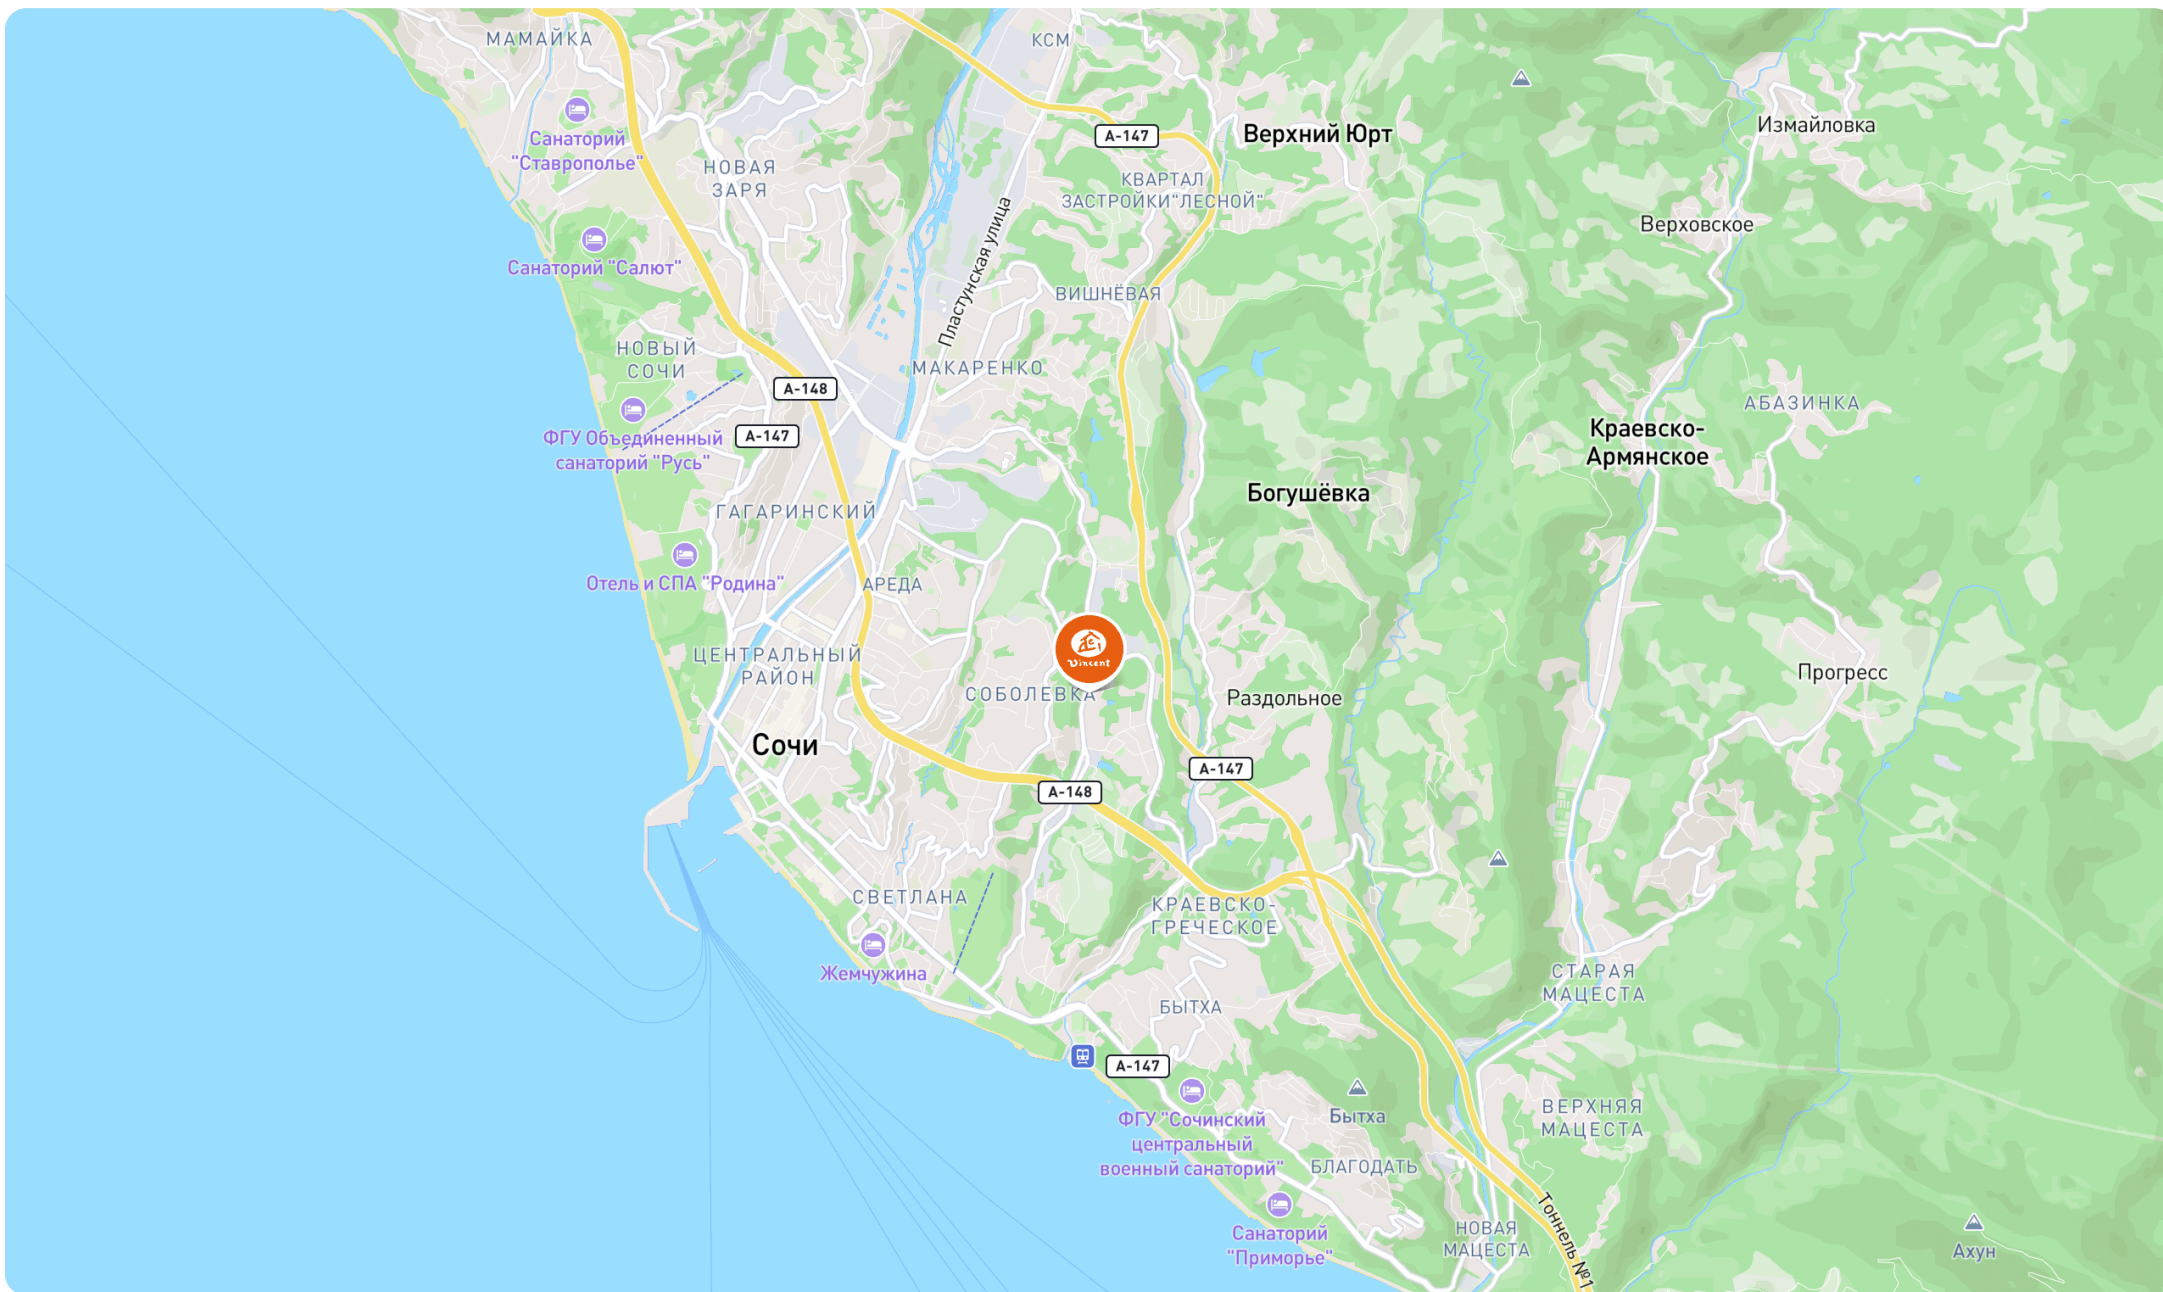 МАМАЙКА
КСМ
Санаторий
"Ставрополье"
А-147
Верхний Юрт
Измайловка
НОВАЯ
ЗАРЯ
КВАРТАЛ
ЗАСТРОЙКИ"ЛЕСНОЙ"
Верховское
Санаторий "Салют"
Пластунская улица
ВИШНЁВАЯ
НОВЫЙ
СОЧИ
МАКАРЕНКО
А-148
АБАЗИНКА
ФГУ Объединенный
санаторий "Русь"
А-147
Краевско-
Армянское
Богушёвка
ГАГАРИНСКИЙ
Отель и СПА "Родина"
АРЕДА
Vincent
ЦЕНТРАЛЬНЫЙ
РАЙОН
СОБОЛЕВКА
Раздольное
Прогресс
Сочи
А-147
А-148
СВЕТЛАНА
КРАЕВСКО-
ГРЕЧЕСКОЕ
Жемчужина
СТАРАЯ
МАЦЕСТА
БЫТХА
А-147
ФГУ "Сочинский
центральный
военный санаторий"
Бытха
ВЕРХНЯЯ
МАЦЕСТА
БЛАГОДАТЬ
Санаторий
"Приморье"
НОВАЯ
МАЦЕСТА
Тоннель №1
Ахун